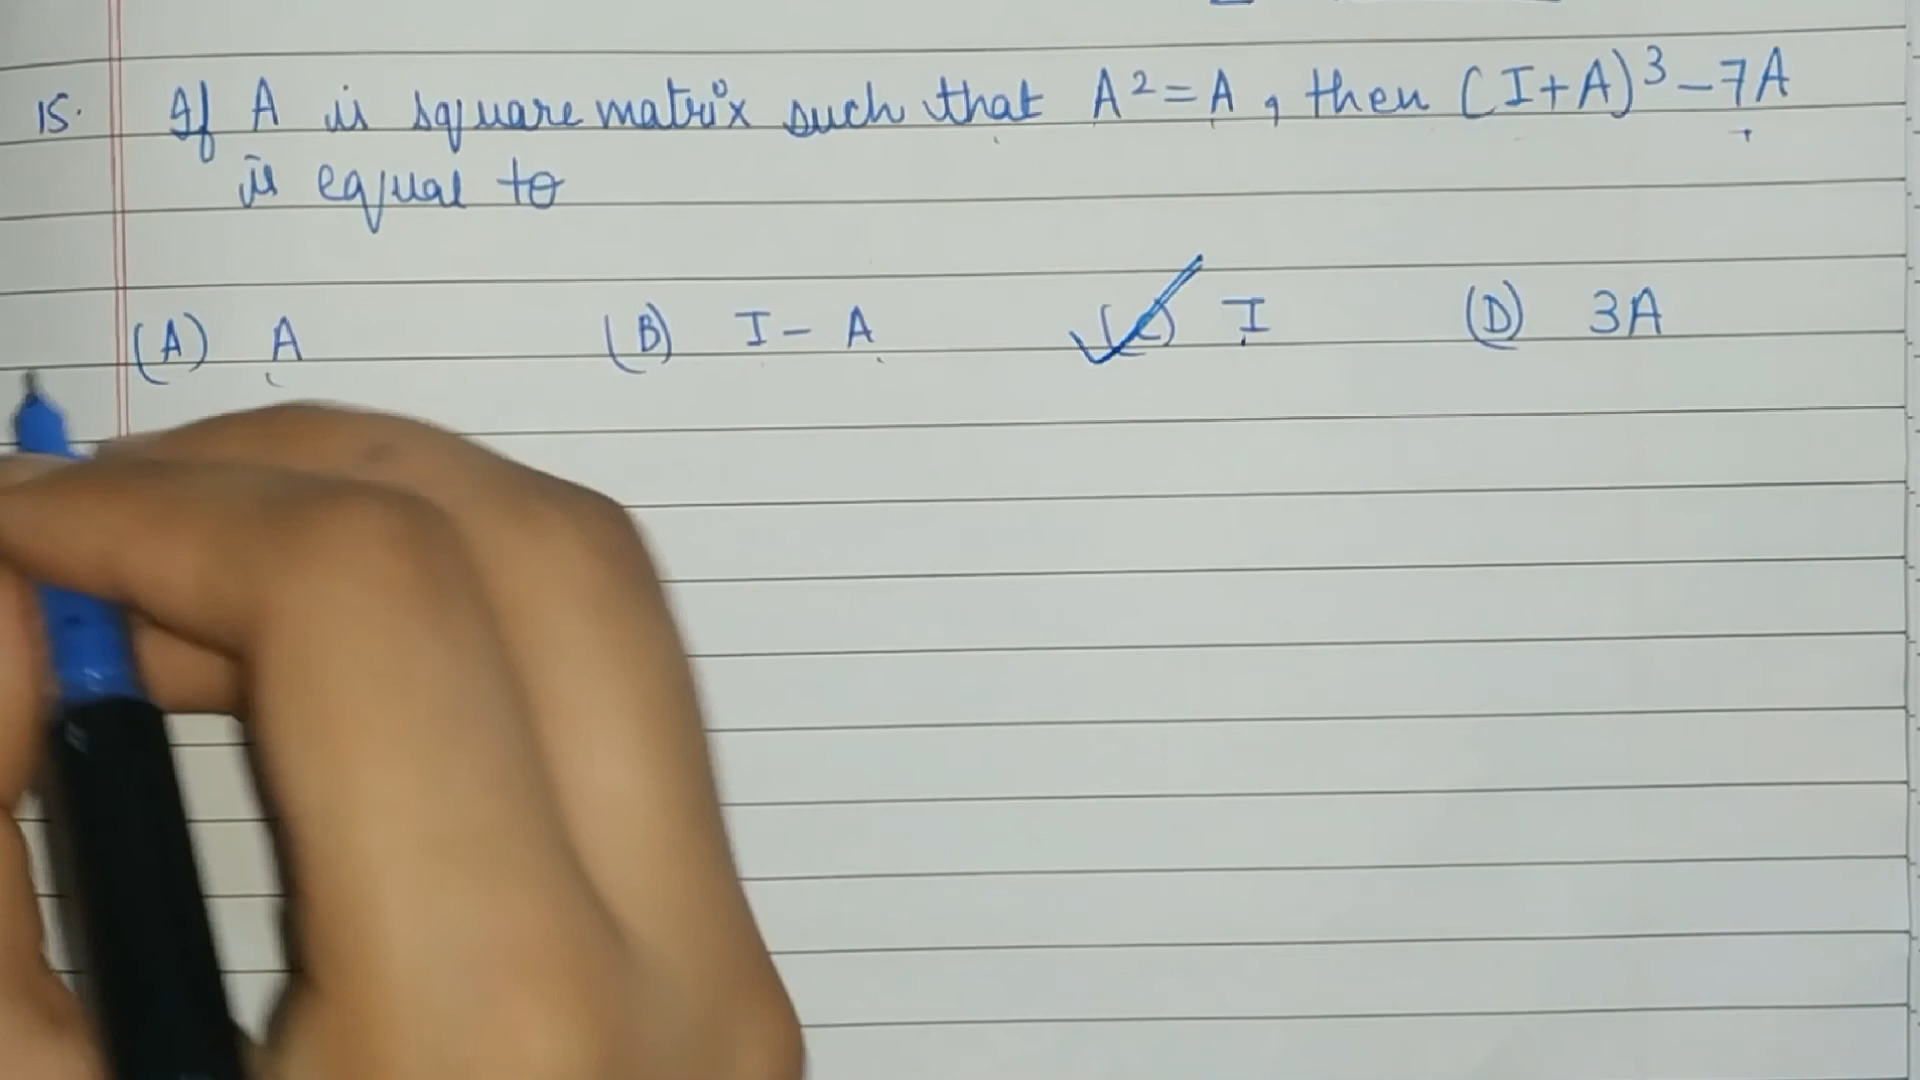 15. If A is square matrix such that A² = A, then (I+A)³ - 7A
is equal to
(A) A (B) I - A (C) I (D) 3A